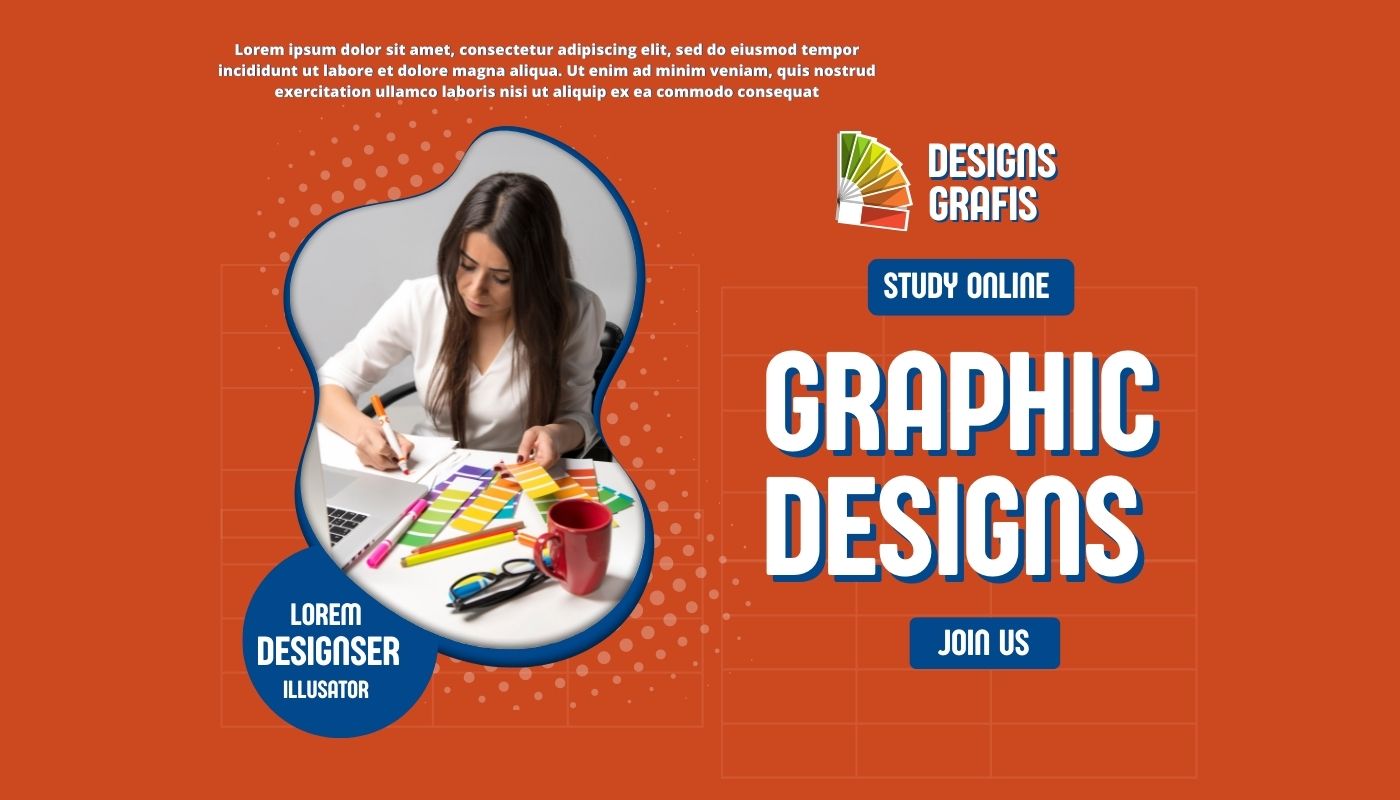 Lorem ipsum dolor sit amet, consectetur adipiscing elit, sed do eiusmod tempor
incididunt ut labore et dolore magna aliqua. Ut enim ad minim veniam, quis nostrud
exercitation ullamco laboris nisi ut aliquip ex ea commodo consequat
DESIGNS
GRAFIS
STUDY ONLINE
GRAPHIC
DESIGNS
JOIN US
LOREM
DESIGNSER
ILLUSATOR